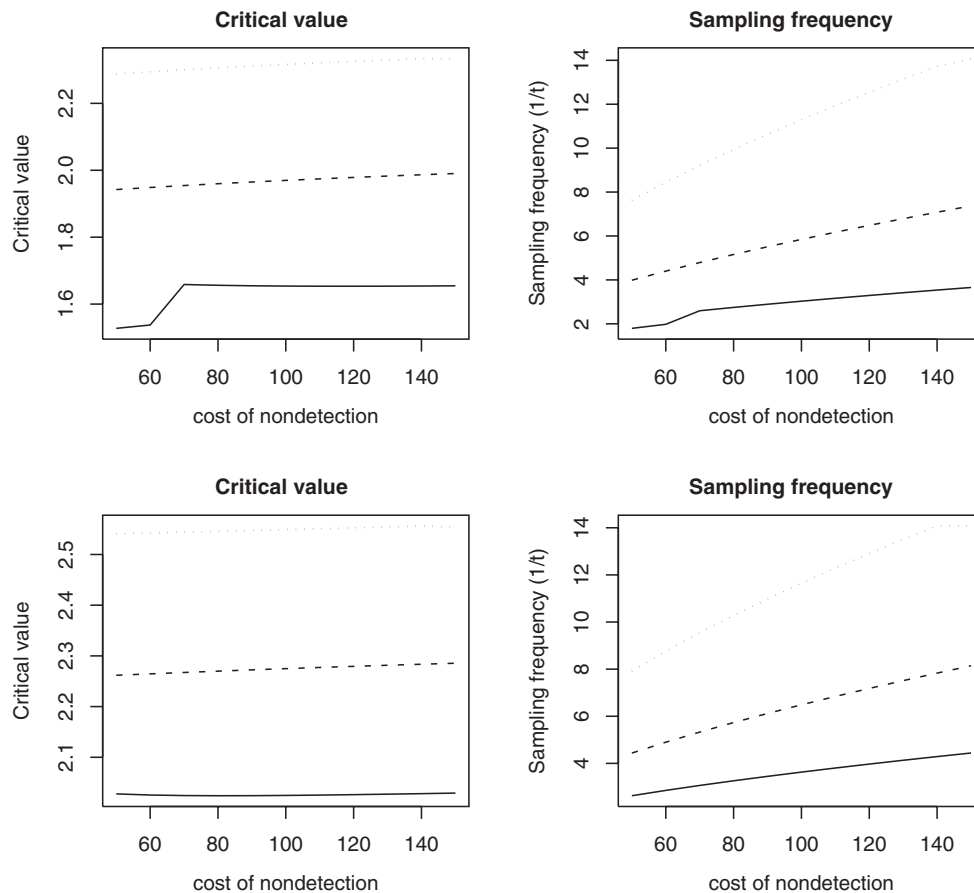 Critical value
Sampling frequency
Critical value
2.2
2.0
1.8
1.6
60 80 100 120 140
cost of nondetection
Sampling frequency (1/t)
14
12
10
8
6
4
2
60 80 100 120 140
cost of nondetection
Critical value
Sampling frequency
Critical value
2.5
2.4
2.3
2.2
2.1
60 80 100 120 140
cost of nondetection
Sampling frequency (1/t)
14
12
10
8
6
4
60 80 100 120 140
cost of nondetection